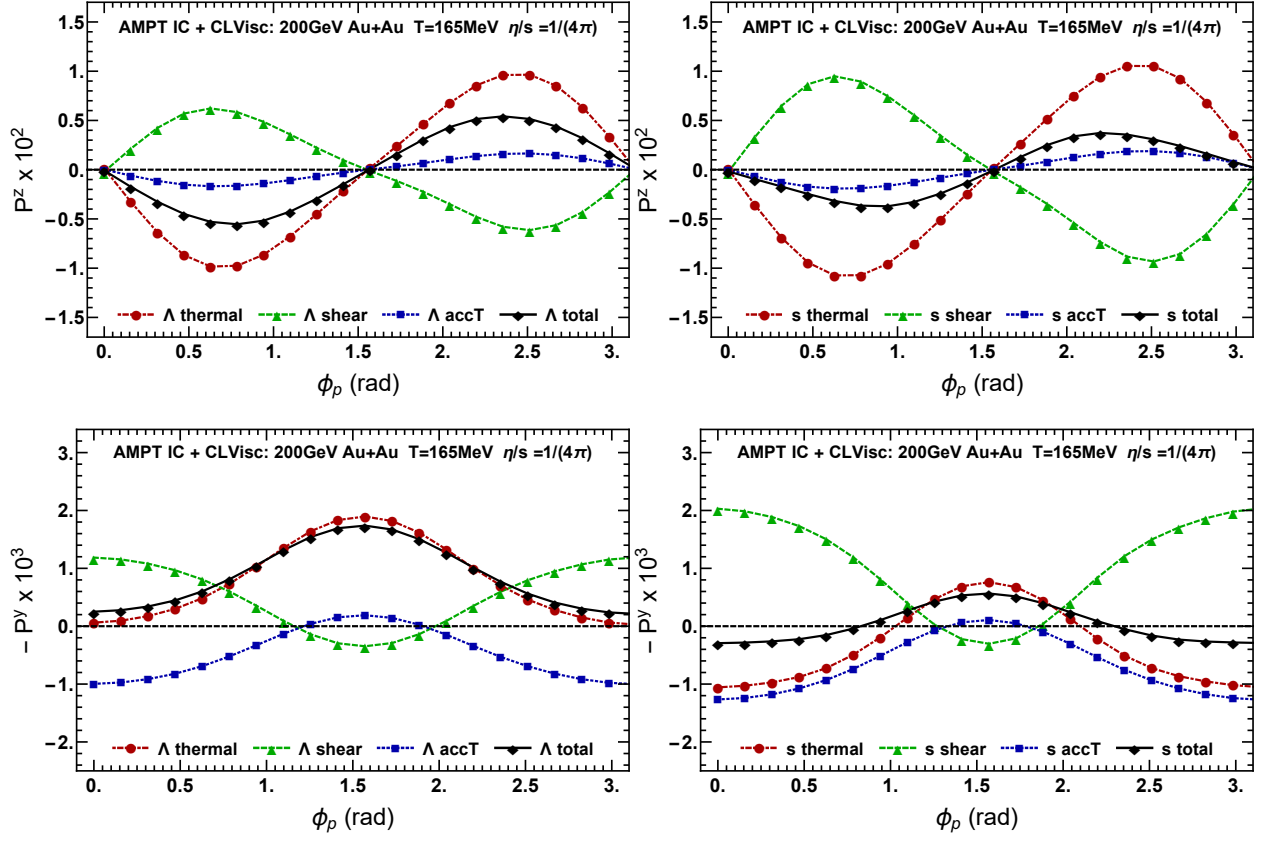 AMPT IC + CLVisc: 200GeV Au+Au T=165MeV η/s =1/(4π)
P^z x 10^2
1.5
1.
0.5
0.
−0.5
−1.
−1.5
Λ thermal Λ shear Λ accT Λ total
0. 0.5 1. 1.5 2. 2.5 3.
ϕ_p (rad)
AMPT IC + CLVisc: 200GeV Au+Au T=165MeV η/s =1/(4π)
P^z x 10^2
1.5
1.
0.5
0.
−0.5
−1.
−1.5
s thermal s shear s accT s total
0. 0.5 1. 1.5 2. 2.5 3.
ϕ_p (rad)
AMPT IC + CLVisc: 200GeV Au+Au T=165MeV η/s =1/(4π)
− P^y x 10^3
3.
2.
1.
0.
−1.
−2.
Λ thermal Λ shear Λ accT Λ total
0. 0.5 1. 1.5 2. 2.5 3.
ϕ_p (rad)
AMPT IC + CLVisc: 200GeV Au+Au T=165MeV η/s =1/(4π)
− P^y x 10^3
3.
2.
1.
0.
−1.
−2.
s thermal s shear s accT s total
0. 0.5 1. 1.5 2. 2.5 3.
ϕ_p (rad)